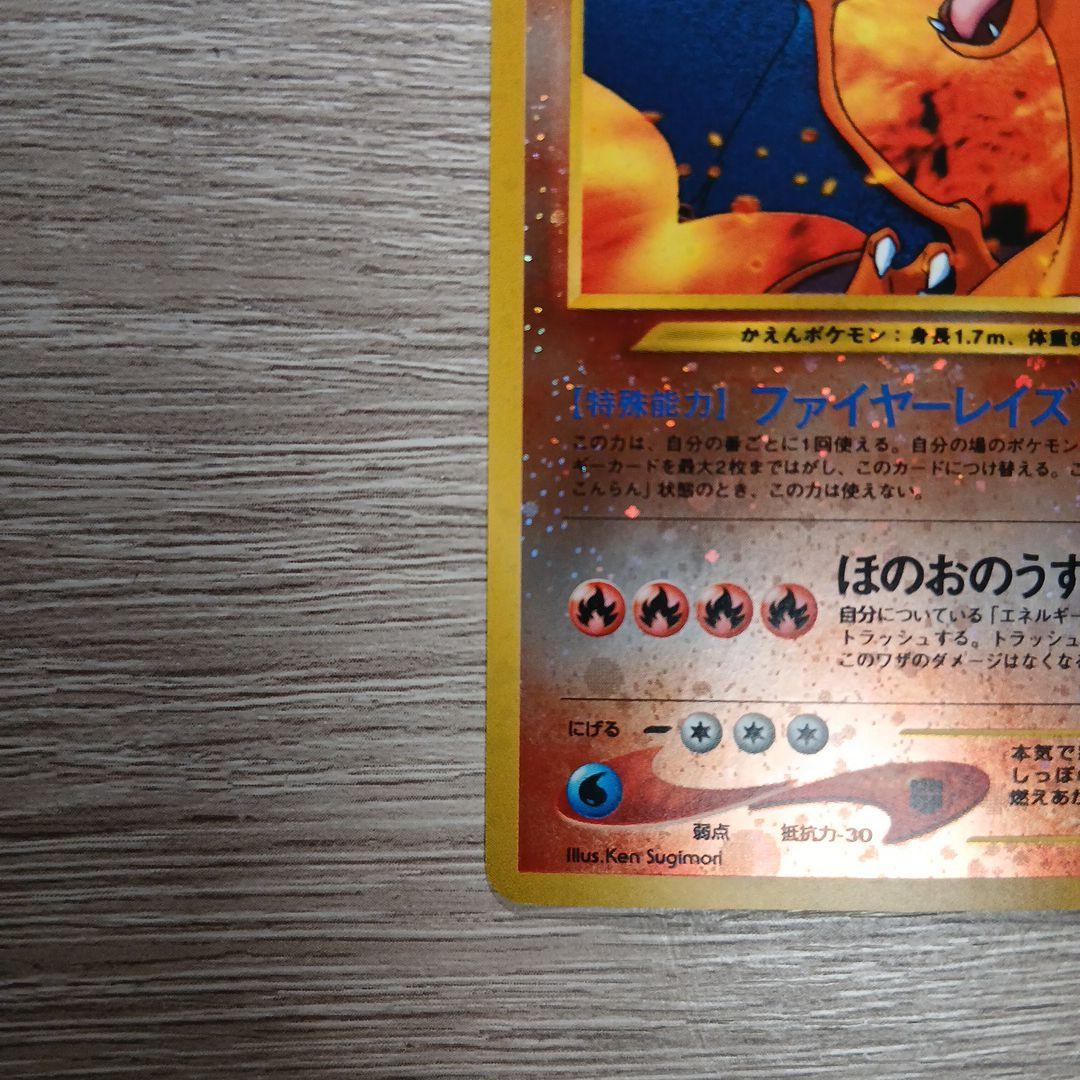 かえんポケモン：身長1.7m、体重9
【特殊能力】ファイヤーレイズ
この力は、自分の番ごとに1回使える。自分の場のポケモン
ギーカードを最大2枚まではがし、このカードにつけ替える。こ
こんらん」状態のとき、この力は使えない。
ほのおのうず
自分についている「エネルギー
トラッシュする。トラッシュ
このワザのダメージはなくなる
にげる
本気で
しっぽ
燃えあが
弱点 抵抗力-30
Illus.Ken Sugimori